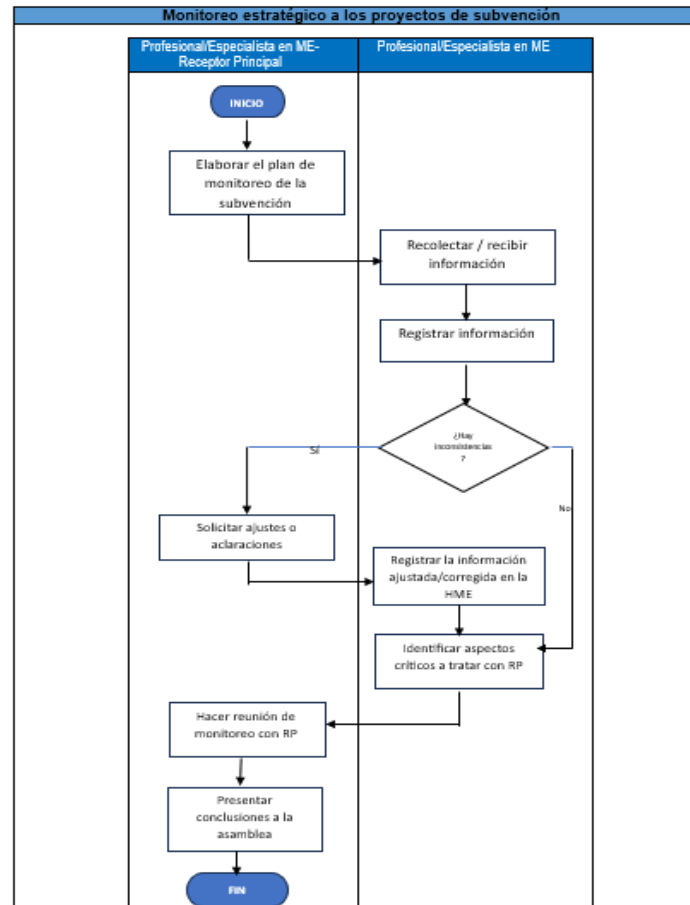 Monitoreo estratégico a los proyectos de subvención
Profesional/Especialista en ME-
Receptor Principal
Profesional/Especialista en ME
INICIO
Elaborar el plan de
monitoreo de la
subvención
Recolectar / recibir
información
Registrar información
¿Hay
inconsistencias
?
Sí
No
Solicitar ajustes o
aclaraciones
Registrar la información
ajustada/corregida en la
HME
Identificar aspectos
críticos a tratar con RP
Hacer reunión de
monitoreo con RP
Presentar
conclusiones a la
asamblea
FIN